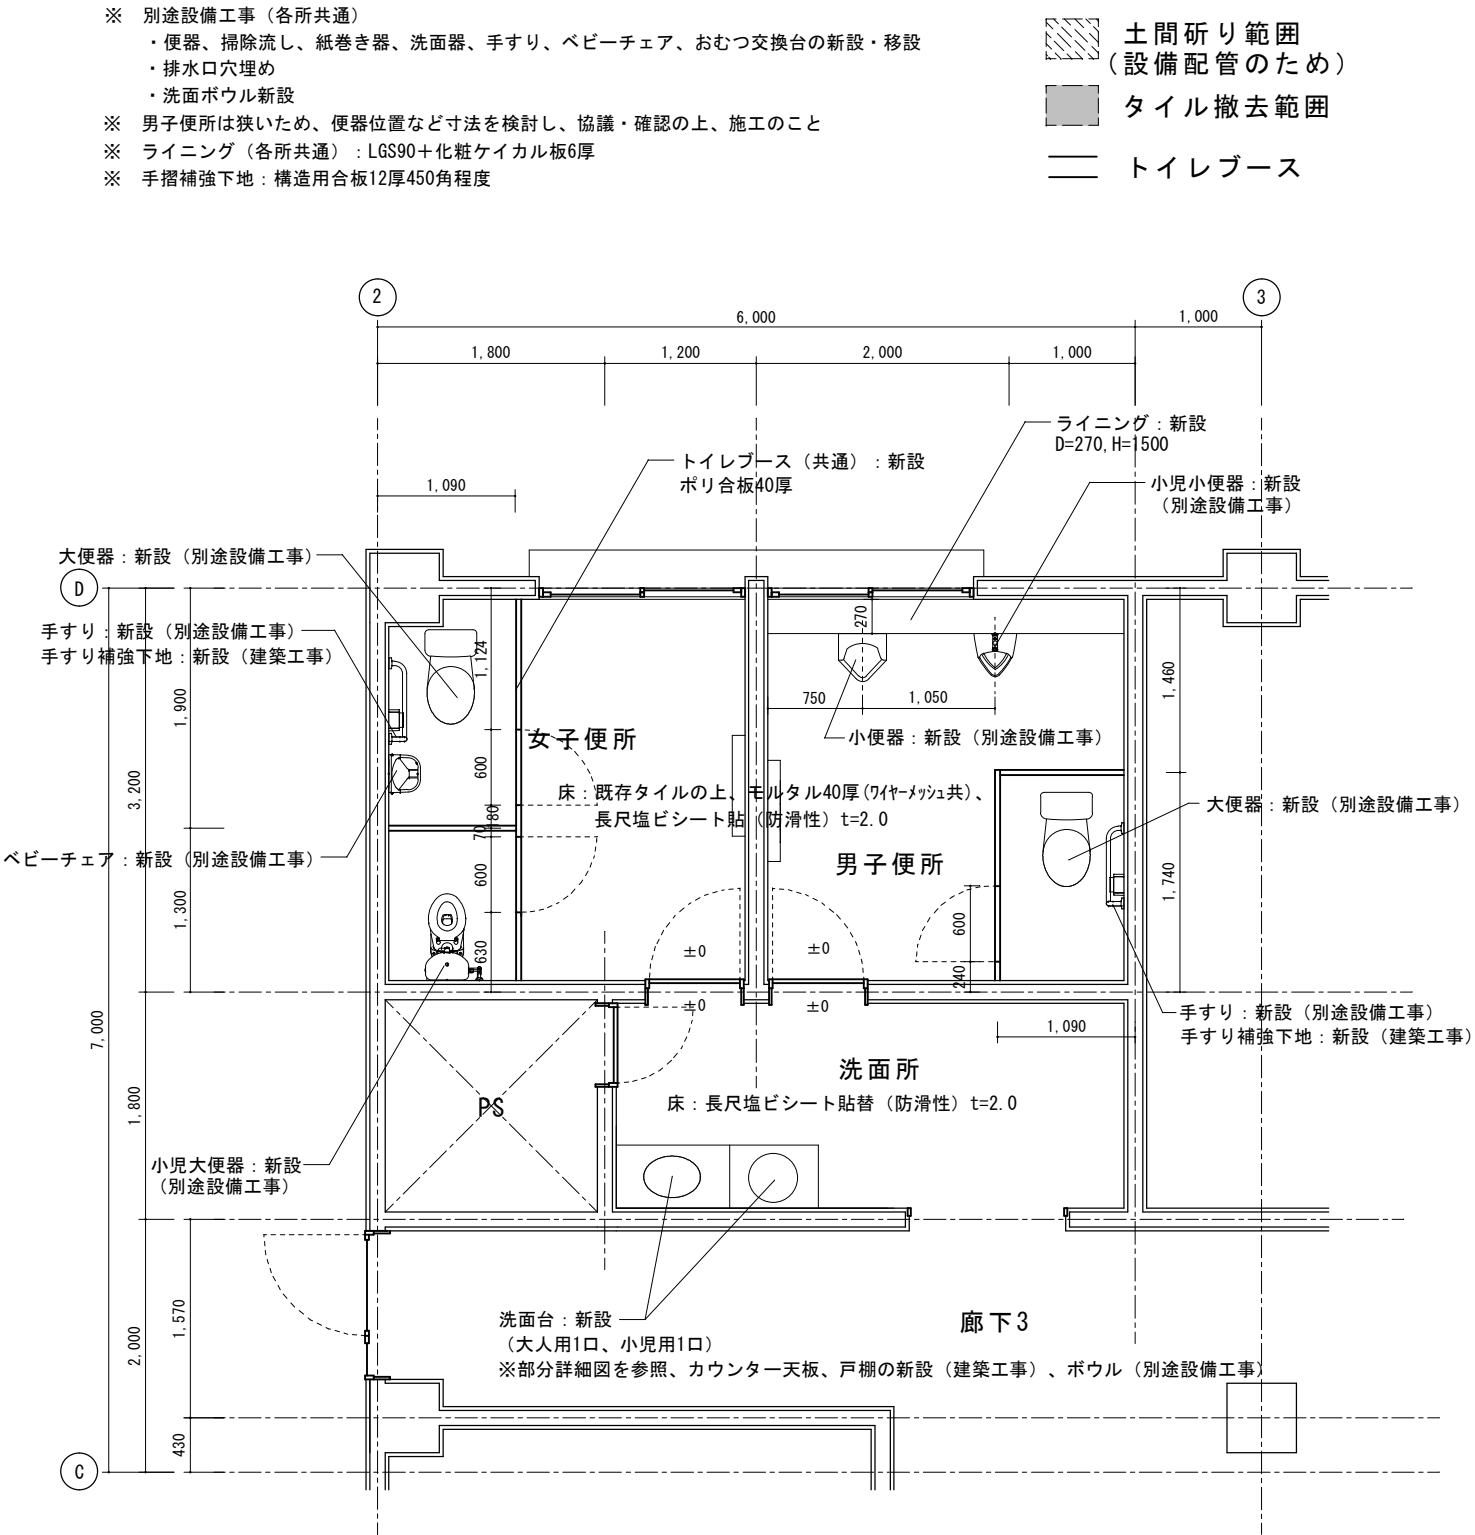 ※ 別途設備工事（各所共通）
・便器、掃除流し、紙巻き器、洗面器、手すり、ベビーチェア、おむつ交換台の新設・移設
・排水口穴埋め
・洗面ボウル新設
※ 男子便所は狭いため、便器位置など寸法を検討し、協議・確認の上、施工のこと
※ ライニング（各所共通）：LGS90＋化粧ケイカル板6厚
※ 手摺補強下地：構造用合板12厚450角程度
土間斫り範囲
(設備配管のため)
タイル撤去範囲
トイレブース
2
3
6,000
1,000
1,800
1,200
2,000
1,000
ライニング：新設
D=270,H=1500
トイレブース（共通）：新設
ポリ合板40厚
小児小便器：新設
（別途設備工事）
1,090
大便器：新設（別途設備工事）
D
手すり：新設（別途設備工事）
手すり補強下地：新設（建築工事）
270
1,124
1,900
1,460
750
1,050
女子便所
小便器：新設（別途設備工事）
600
3,200
床：既存タイルの上、モルタル40厚(ﾜｲﾔｰﾒｯｼｭ共)、
長尺塩ビシート貼（防滑性）t=2.0
大便器：新設（別途設備工事）
180
70
ベビーチェア：新設（別途設備工事）
男子便所
600
1,740
1,300
600
630
±0
±0
240
±0
±0
7,000
1,090
手すり：新設（別途設備工事）
手すり補強下地：新設（建築工事）
洗面所
床：長尺塩ビシート貼替（防滑性）t=2.0
1,800
PS
小児大便器：新設
（別途設備工事）
1,570
2,000
洗面台：新設
（大人用1口、小児用1口）
※部分詳細図を参照、カウンター天板、戸棚の新設（建築工事）、ボウル（別途設備工事）
廊下3
430
C